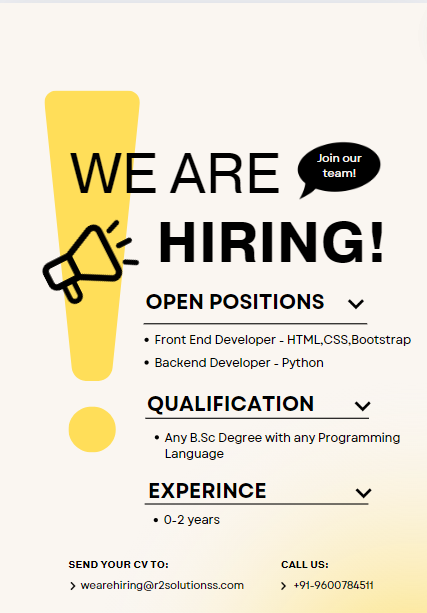 WE ARE
Join our
team!
HIRING!
OPEN POSITIONS
• Front End Developer - HTML,CSS,Bootstrap
• Backend Developer - Python
QUALIFICATION
• Any B.Sc Degree with any Programming
Language
EXPERINCE
• 0-2 years
SEND YOUR CV TO:
wearehiring@r2solutionss.com
CALL US:
+91-9600784511